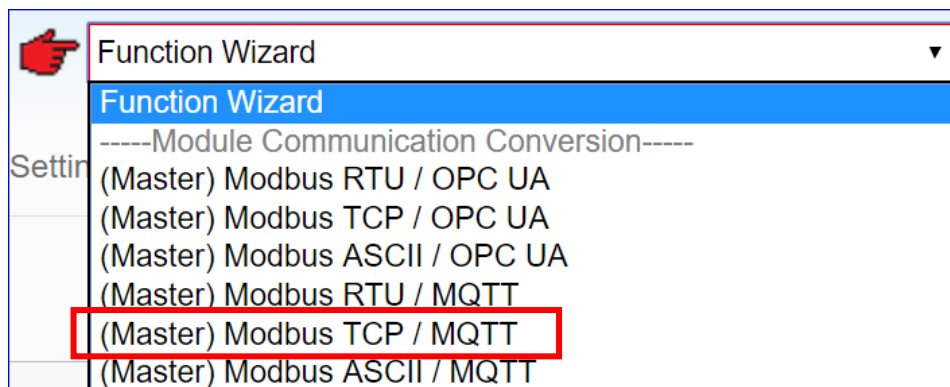 Function Wizard
Function Wizard
-----Module Communication Conversion-----
Settin
(Master) Modbus RTU / OPC UA
(Master) Modbus TCP / OPC UA
(Master) Modbus ASCII / OPC UA
(Master) Modbus RTU / MQTT
(Master) Modbus TCP / MQTT
(Master) Modbus ASCII / MQTT